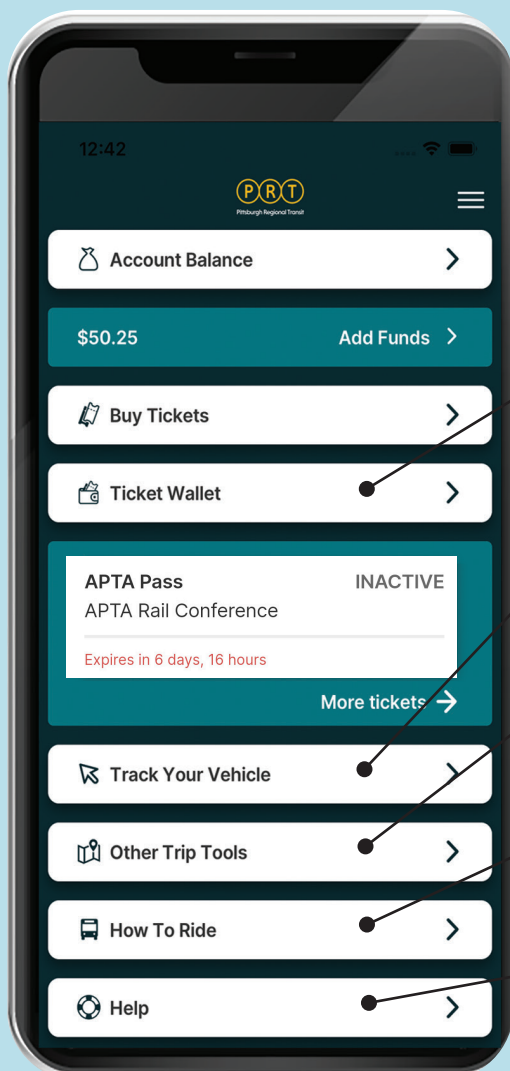 12:42
PRT
Pittsburgh Regional Transit
Account Balance
$50.25 Add Funds
Buy Tickets
Ticket Wallet
APTA Pass INACTIVE
APTA Rail Conference
Expires in 6 days, 16 hours
More tickets
Track Your Vehicle
Other Trip Tools
How To Ride
Help